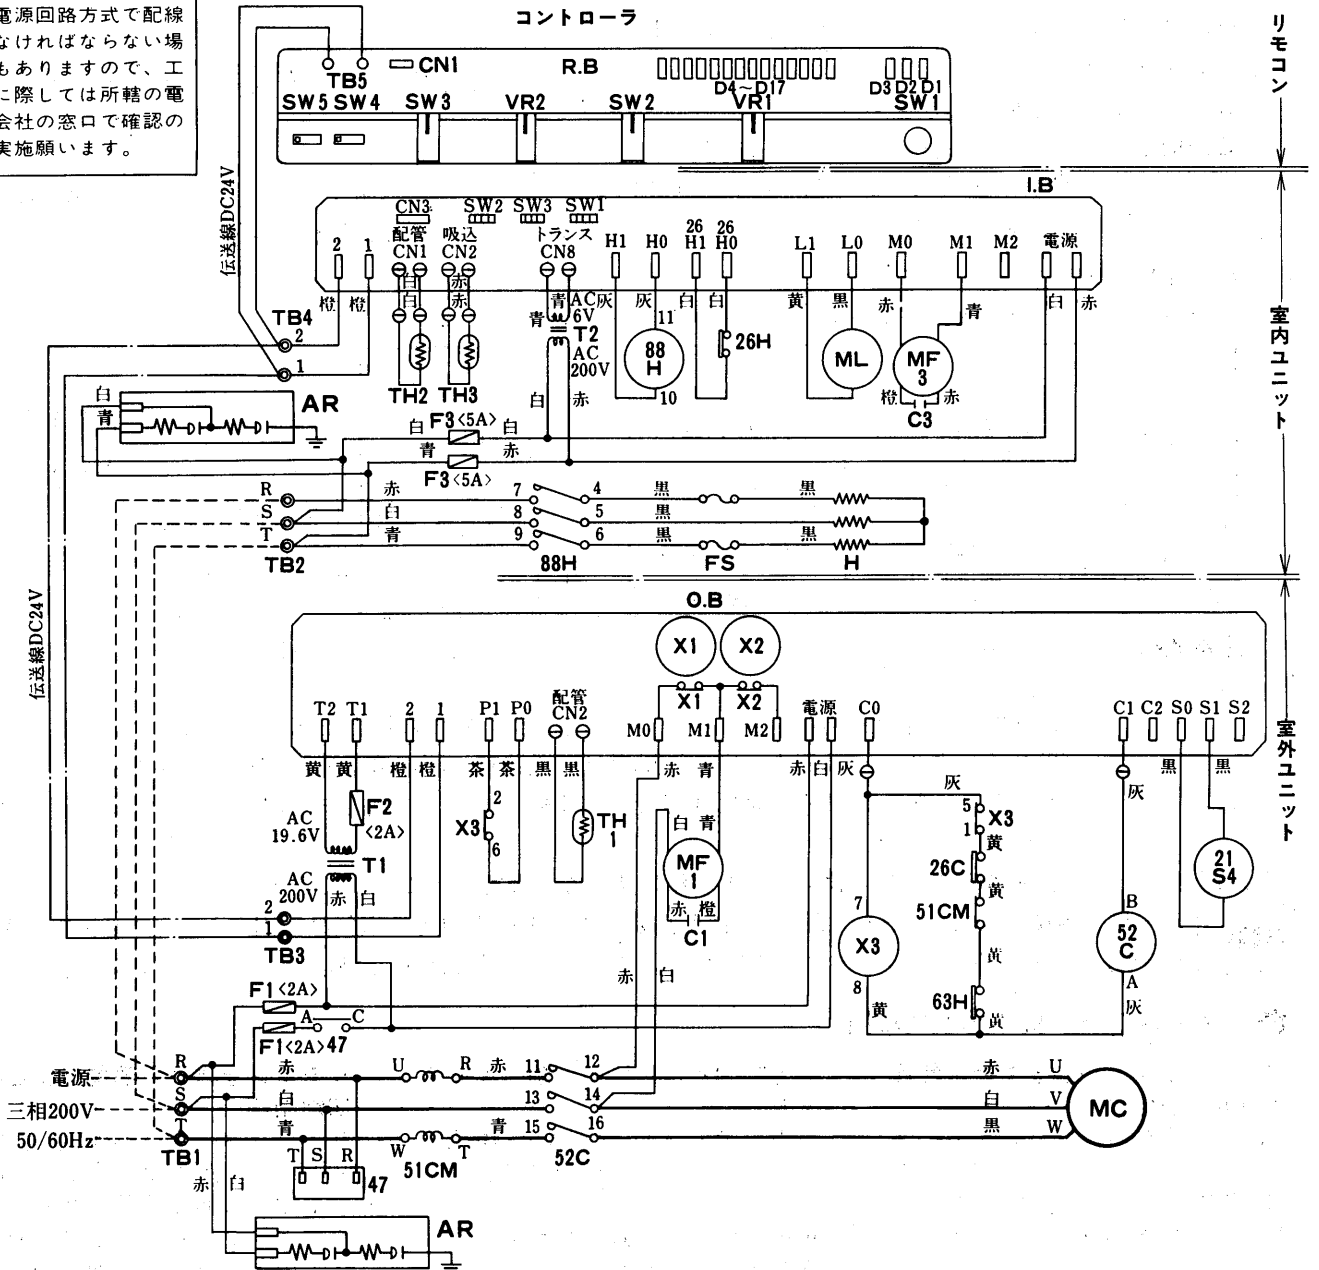 電源回路方式で配線
なければならない場
もありますので、工
に際しては所轄の電
会社の窓口で確認の
実施願います。
コントローラ
リモコン
TB5 CN1 R.B D4~D17 D3 D2 D1
SW5 SW4 SW3 VR2 SW2 VR1 SW1
伝送線DC24V
I.B
室内ユニット
CN3 SW2 SW3 SW1
配管 吸込 トランス
2 1 CN1 CN2 CN8 H1 H0 26 H1 26 H0 L1 L0 M0 M1 M2 電源
白 赤
橙 橙 白 赤 青 青 AC 6V 灰 灰 白 白 黄 黒 赤 青 白 赤
TB4
2
1
T2
AC 200V
11
88 H
10
26H
ML
MF 3
橙 赤
C3
TH2 TH3
白 赤
白
青
AR
白 F3<5A> 白
青 F3<5A> 赤
R 赤 7 4 黒 黒
S 白 8 5 黒
T 青 9 6 黒 黒
TB2 88H FS H
伝送線DC24V
O.B
室外ユニット
X1 X2
X1 X2
T2 T1 2 1 P1 P0 配管 CN2 M0 M1 M2 電源 C0 C1 C2 S0 S1 S2
黄 黄 橙 橙 茶 茶 黒 黒 赤 青 赤 白 灰 灰 黒 黒
F2 <2A>
AC 19.6V
T1
AC 200V
赤 白
2
X3
6
TH 1
白 青
MF 1
赤 橙
C1
赤 白
灰
5
1
X3
黄
26C
黄
51CM
黄
63H
黄
7
X3
8
黄
B
52 C
A
灰
21 S4
2
1
TB3
F1<2A>
F1<2A> A C 47
電源
三相200V
50/60Hz
R 赤 U R 赤 11 12 赤 U
S 白 13 14 白 V
T 青 W T 青 15 16 黒 W
MC
TB1 51CM 52C
T S R 47
赤 白
AR